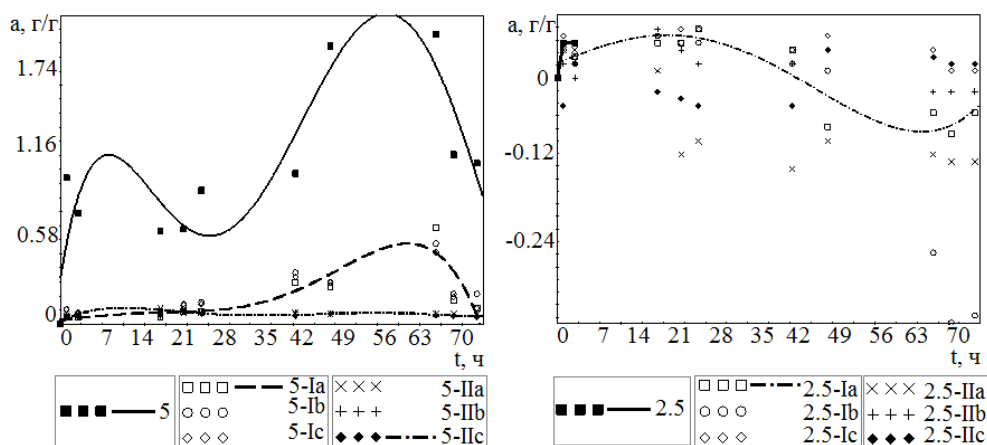 a, г/г
1.74
1.16
0.58
0
0 7 14 21 28 35 42 49 56 63 70
t, ч
5
5-Ia
5-Ib
5-Ic
5-IIa
5-IIb
5-IIc
a, г/г
0
-0.12
-0.24
0 7 14 21 28 35 42 49 56 63 70
t, ч
2.5
2.5-Ia
2.5-Ib
2.5-Ic
2.5-IIa
2.5-IIb
2.5-IIc